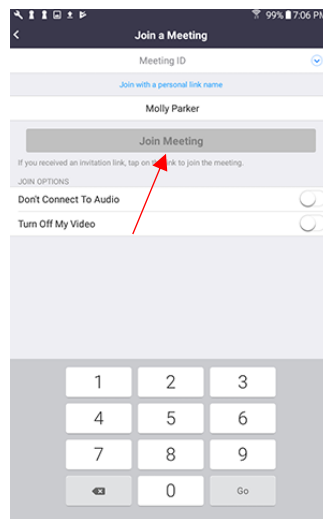 99% 7:06 PM
Join a Meeting
Meeting ID
Join with a personal link name
Molly Parker
Join Meeting
If you received an invitation link, tap on the link to join the meeting.
JOIN OPTIONS
Don't Connect To Audio
Turn Off My Video
1 2 3
4 5 6
7 8 9
0 Go